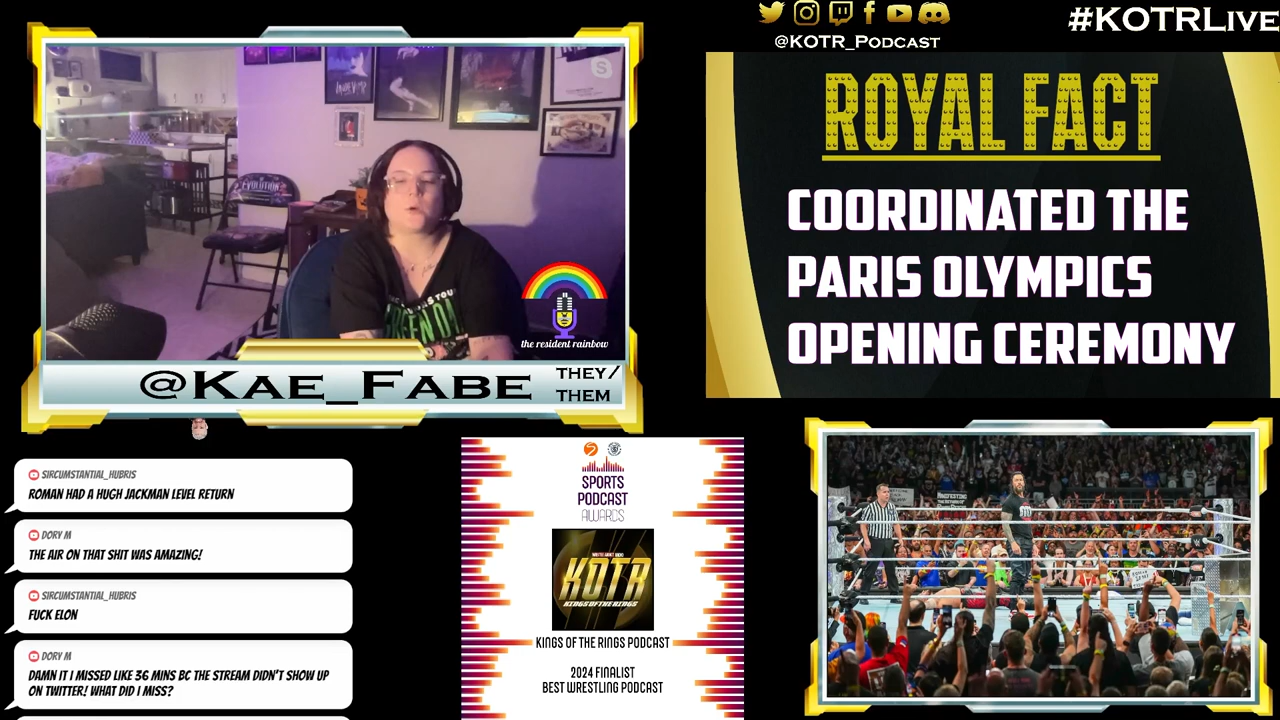 @KOTR_PODCAST
#KOTRLIVE
ROYAL FACT
COORDINATED THE
PARIS OLYMPICS
OPENING CEREMONY
EVOLUTION
GREEN DAY
the resident rainbow
@KAE_FABE
THEY/
THEM
SIRCUMSTANTIAL_HUBRIS
ROMAN HAD A HUGH JACKMAN LEVEL RETURN
DORY M
THE AIR ON THAT SHIT WAS AMAZING!
SIRCUMSTANTIAL_HUBRIS
FUCK ELON
DORY M
DAMN IT I MISSED LIKE 36 MINS BC THE STREAM DIDN'T SHOW UP
ON TWITTER! WHAT DID I MISS?
SPORTS
PODCAST
AWARDS
KOTR
KINGS OF THE RINGS
KINGS OF THE RINGS PODCAST
2024 FINALIST
BEST WRESTLING PODCAST